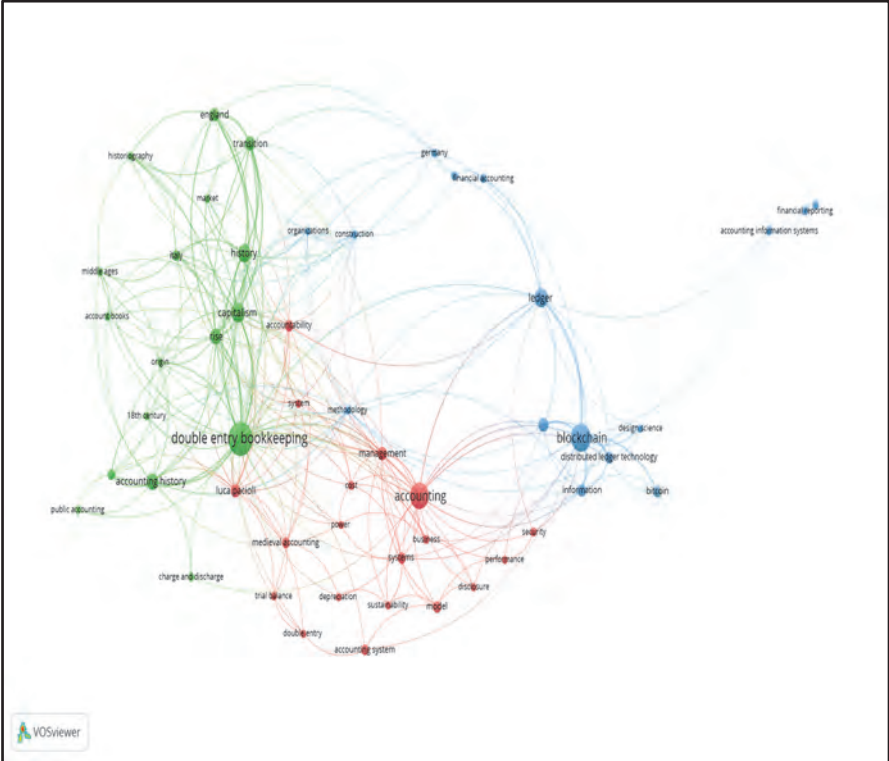 england
transition
historiography
germany
financial accounting
market
financial reporting
accounting information systems
organizations
construction
history
italy
middle ages
ledger
capitalism
account books
accountability
rise
origin
system
methodology
18th century
double entry bookkeeping
blockchain
design science
management
distributed ledger technology
accounting history
cost
luca pacioli
accounting
information
bitcoin
public accounting
power
security
business
medieval accounting
systems
performance
charge and discharge
disclosure
trial balance
depreciation
sustainability
model
double-entry
accounting system
VOSviewer